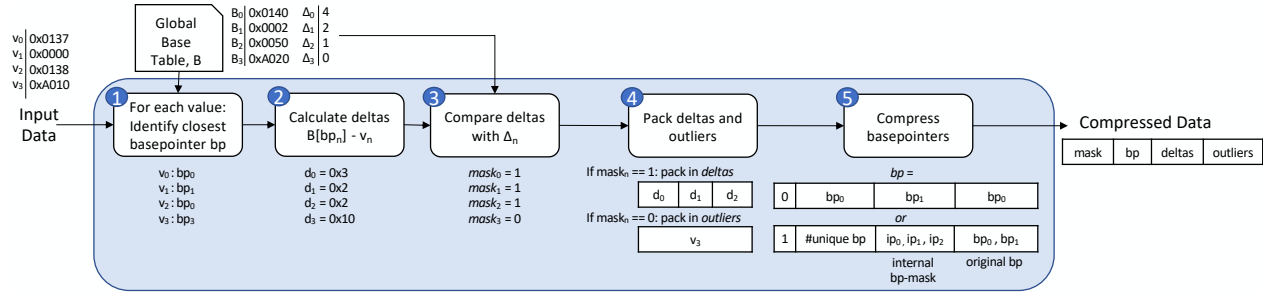 v0 0x0137
v1 0x0000
v2 0x0138
v3 0xA010
Input
Data
Global
Base
Table, B
B0 0x0140 Δ0 4
B1 0x0002 Δ1 2
B2 0x0050 Δ2 1
B3 0xA020 Δ3 0
1
For each value:
Identify closest
basepointer bp
v0: bp0
v1: bp1
v2: bp0
v3: bp3
2
Calculate deltas
B[bpn] - vn
d0 = 0x3
d1 = 0x2
d2 = 0x2
d3 = 0x10
3
Compare deltas
with Δn
mask0 = 1
mask1 = 1
mask2 = 1
mask3 = 0
4
Pack deltas and
outliers
If maskn == 1: pack in deltas
d0 d1 d2
If maskn == 0: pack in outliers
v3
5
Compress
basepointers
bp =
0 bp0 bp1 bp0
or
1 #unique bp ip0, ip1, ip2 bp0, bp1
internal
bp-mask
original bp
Compressed Data
mask bp deltas outliers